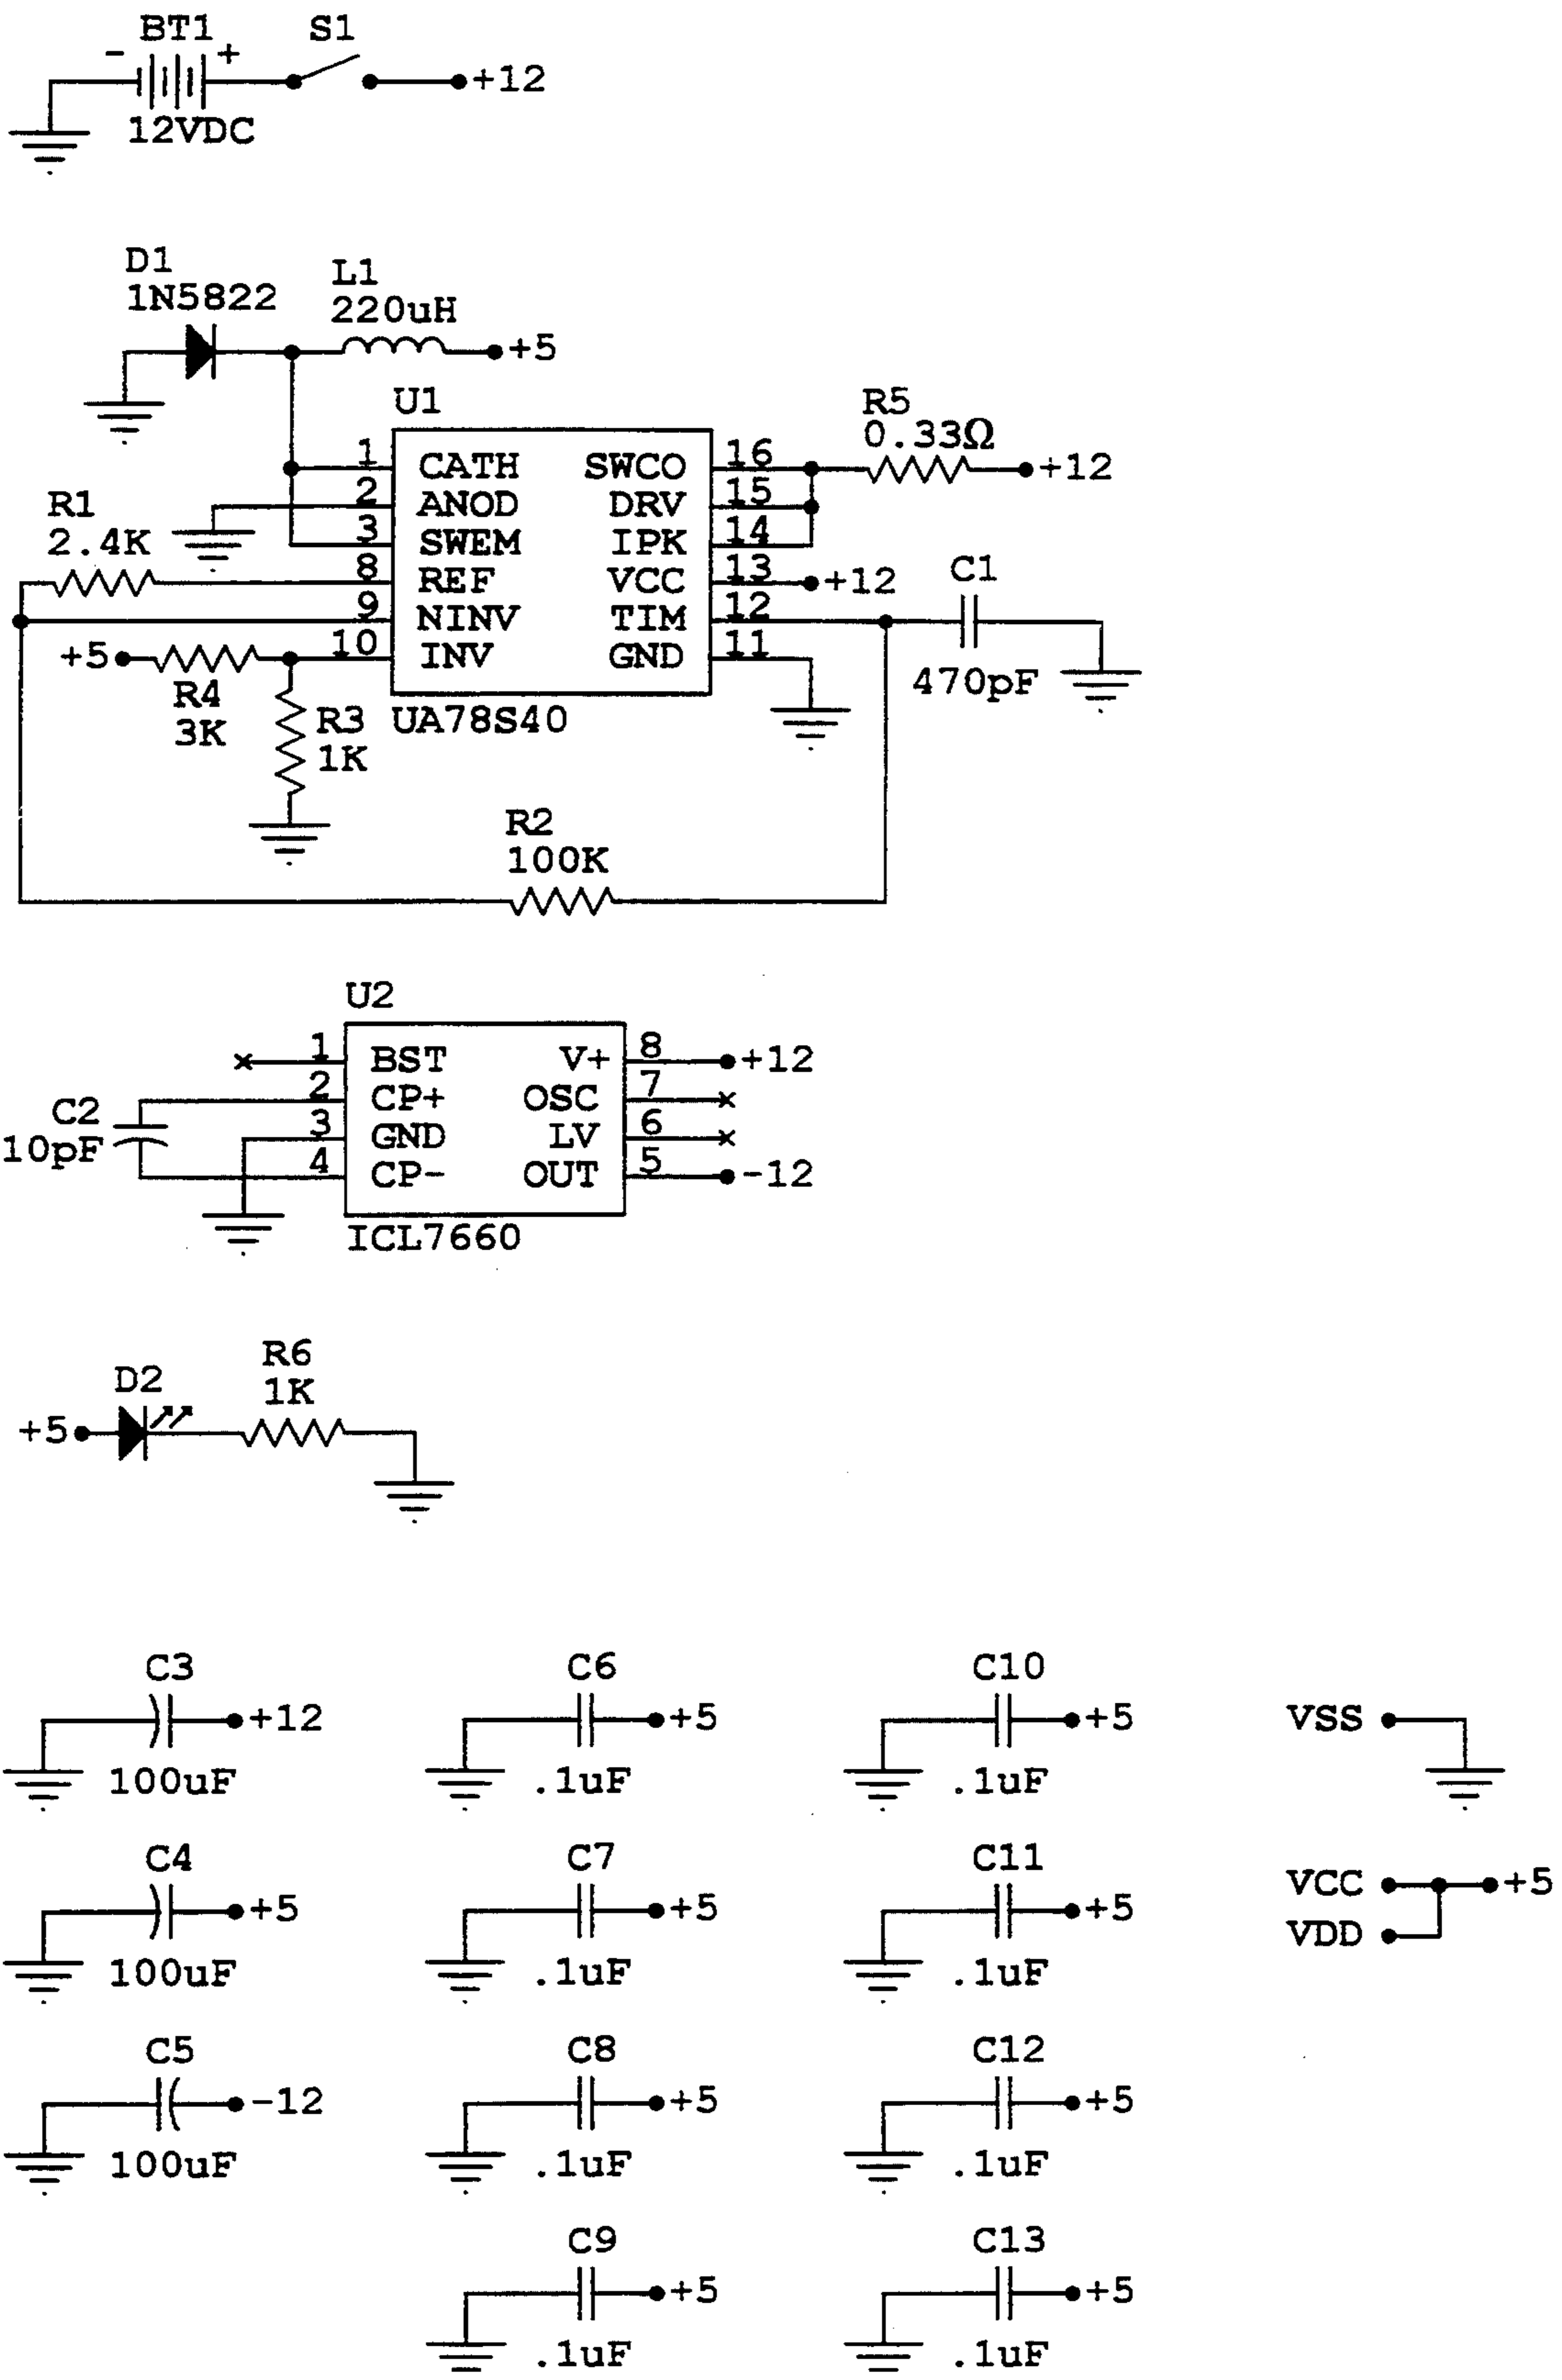 BT1
S1
- +
+12
12VDC
D1
1N5822
L1
220uH
+5
U1
R5
0.33Ω
+12
R1
2.4K
1 CATH SWCO 16
2 ANOD DRV 15
3 SWEM IPK 14
8 REF VCC 13 +12
9 NINV TIM 12
+5 10 INV GND 11
C1
470pF
R4
3K
R3
1K
UA78S40
R2
100K
U2
1 BST V+ 8 +12
2 CP+ OSC 7
3 GND LV 6
4 CP- OUT 5 -12
C2
10pF
ICL7660
D2
R6
1K
+5
C3 C6 C10
+12 +5 +5 VSS
100uF .1uF .1uF
C4 C7 C11
+5 +5 +5 VCC +5
VDD
100uF .1uF .1uF
C5 C8 C12
-12 +5 +5
100uF .1uF .1uF
C9 C13
+5 +5
.1uF .1uF